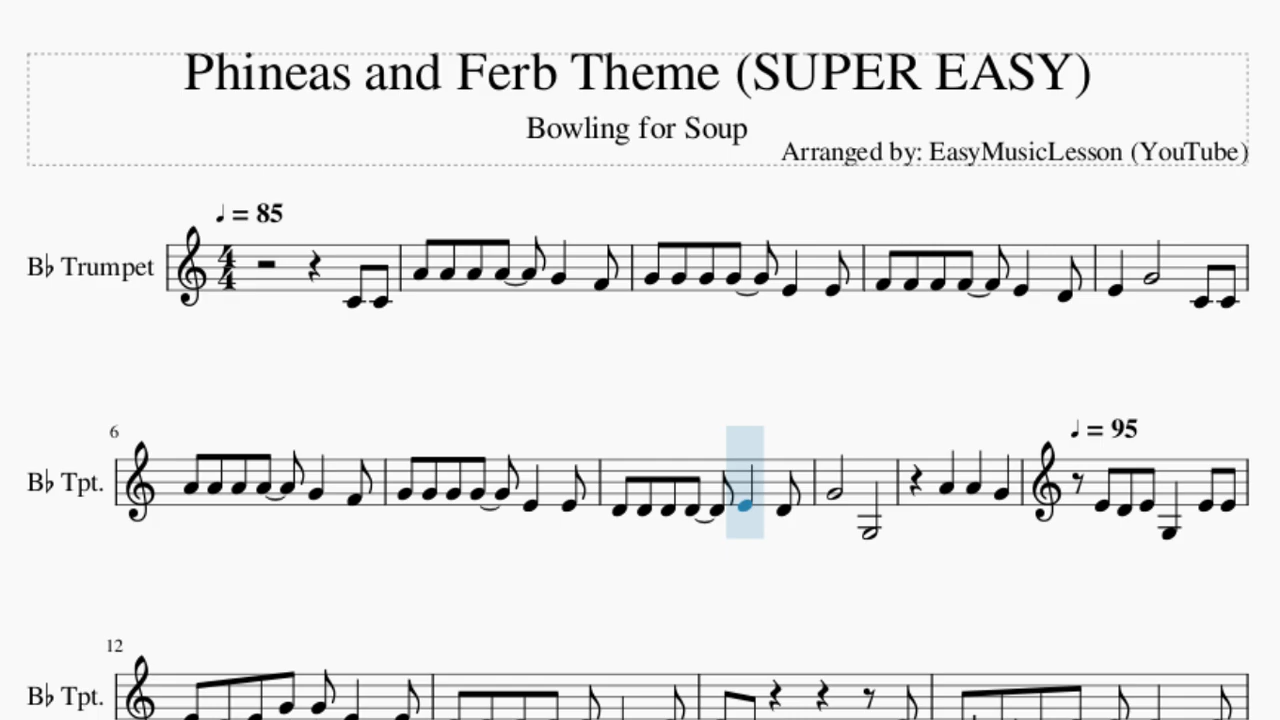 Phineas and Ferb Theme (SUPER EASY)
Bowling for Soup
Arranged by: EasyMusicLesson (YouTube)
♩ = 85
B♭ Trumpet
4
4
6
♩ = 95
B♭ Tpt.
12
B♭ Tpt.